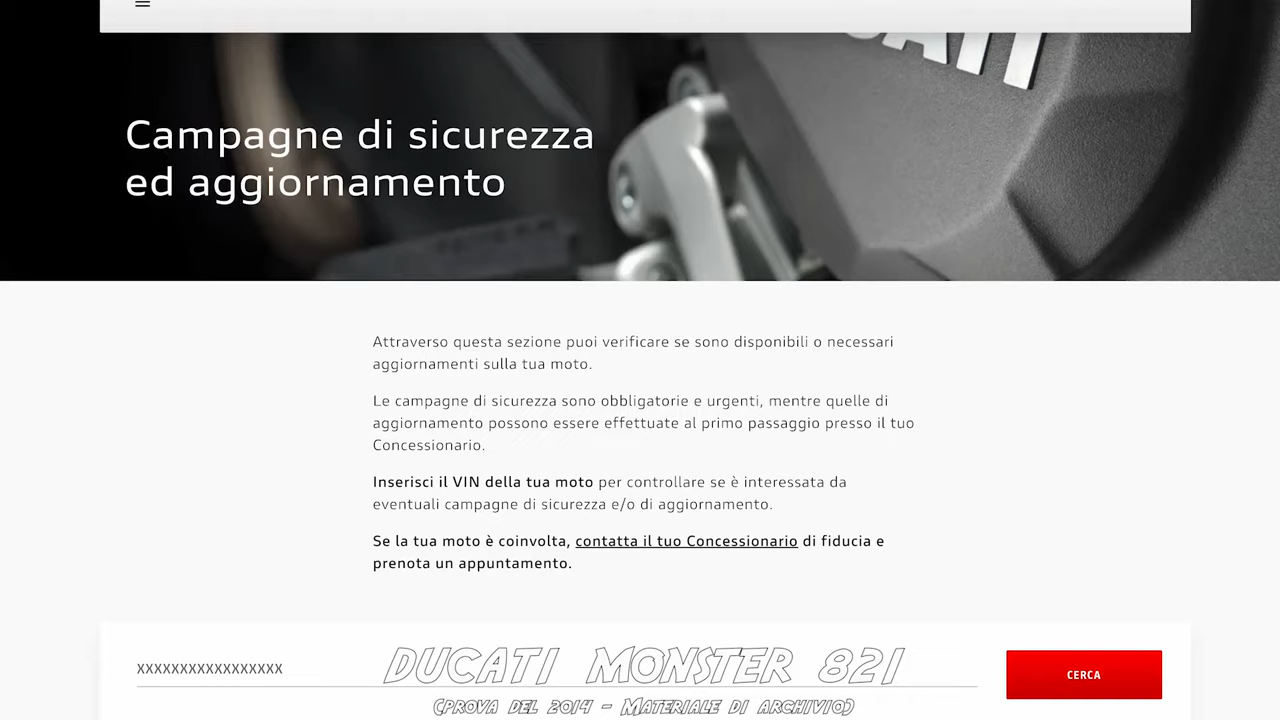 Campagne di sicurezza
ed aggiornamento
Attraverso questa sezione puoi verificare se sono disponibili o necessari
aggiornamenti sulla tua moto.
Le campagne di sicurezza sono obbligatorie e urgenti, mentre quelle di
aggiornamento possono essere effettuate al primo passaggio presso il tuo
Concessionario.
Inserisci il VIN della tua moto per controllare se è interessata da
eventuali campagne di sicurezza e/o di aggiornamento.
Se la tua moto è coinvolta, contatta il tuo Concessionario di fiducia e
prenota un appuntamento.
XXXXXXXXXXXXXXXXX
DUCATI MONSTER 821
CERCA
(PROVA DEL 2014 - MATERIALE DI ARCHIVIO)